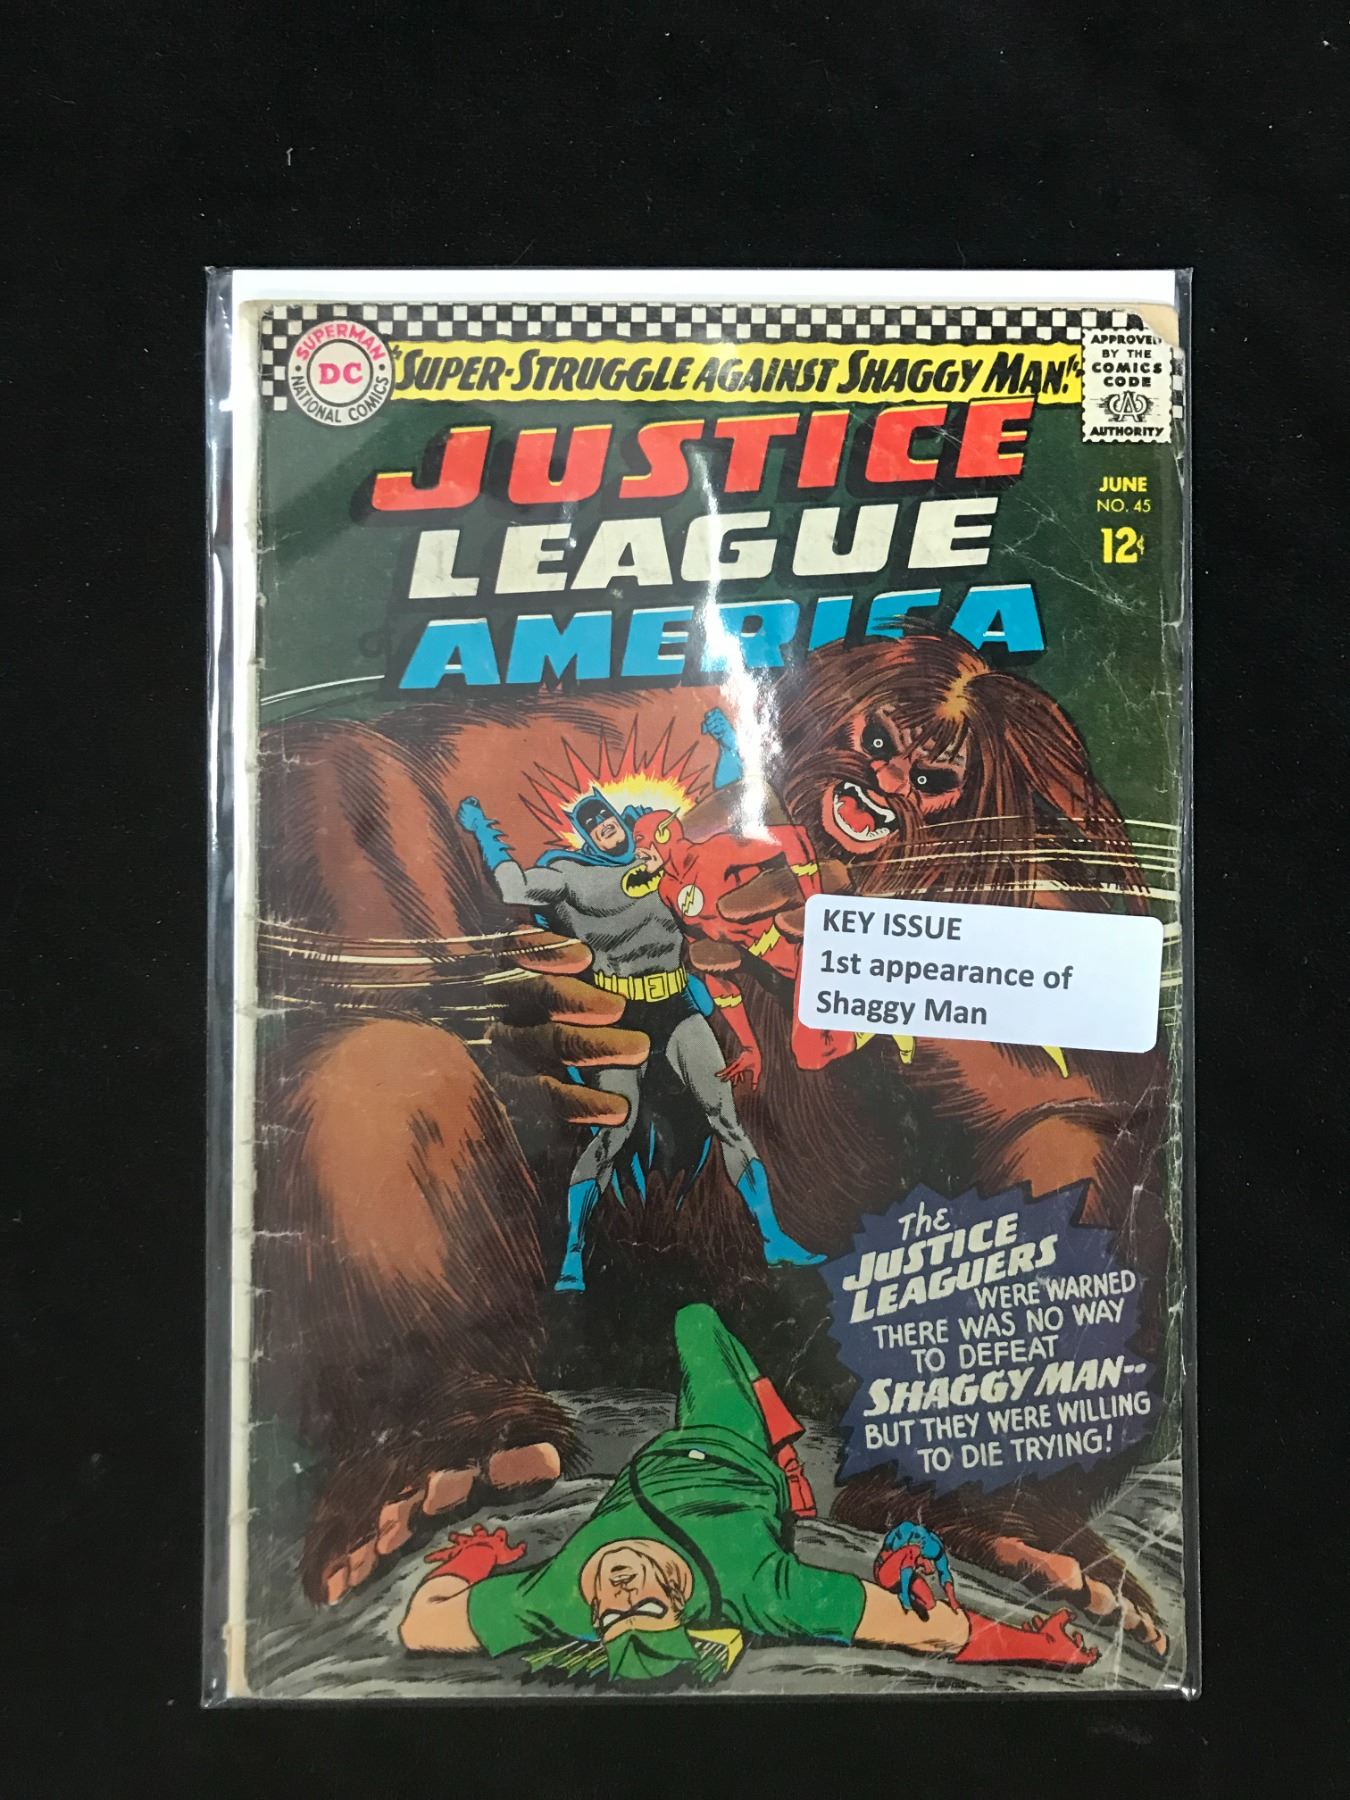 SUPERMAN
DC
NATIONAL COMICS
"SUPER-STRUGGLE AGAINST SHAGGY MAN!"
APPROVED
BY THE
COMICS
CODE
CA
AUTHORITY
JUSTICE
LEAGUE
of
AMERICA
JUNE
NO. 45
12¢
KEY ISSUE
1st appearance of
Shaggy Man
The
JUSTICE
LEAGUERS
WERE WARNED
THERE WAS NO WAY
TO DEFEAT
SHAGGY MAN--
BUT THEY WERE WILLING
TO DIE TRYING!